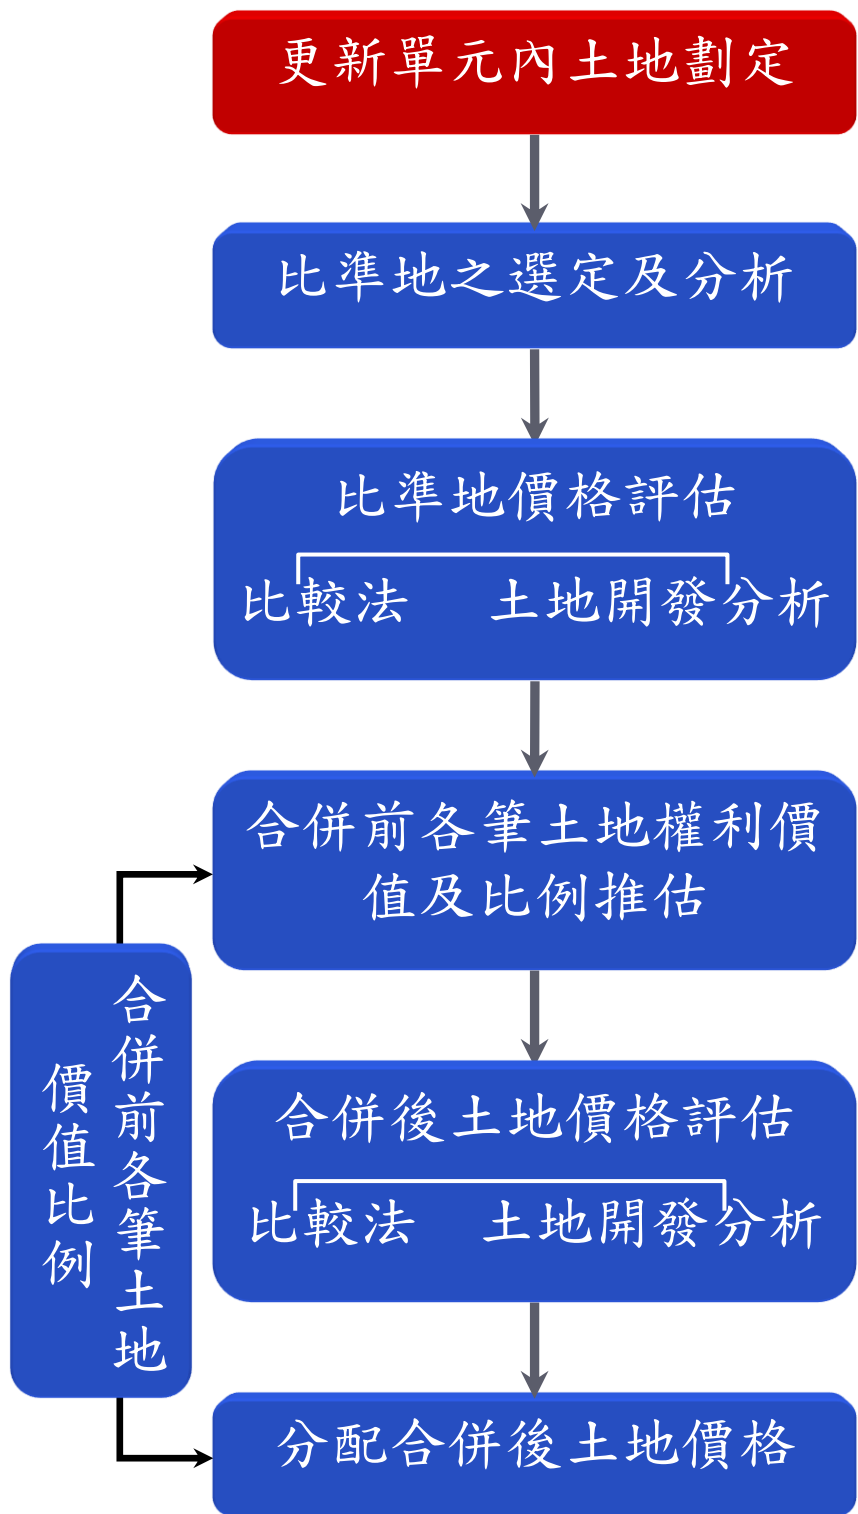 更新單元內土地劃定
比準地之選定及分析
比準地價格評估
比較法 土地開發分析
合併前各筆土地權利價
值及比例推估
合併前各筆土地
價值比例
合併後土地價格評估
比較法 土地開發分析
分配合併後土地價格